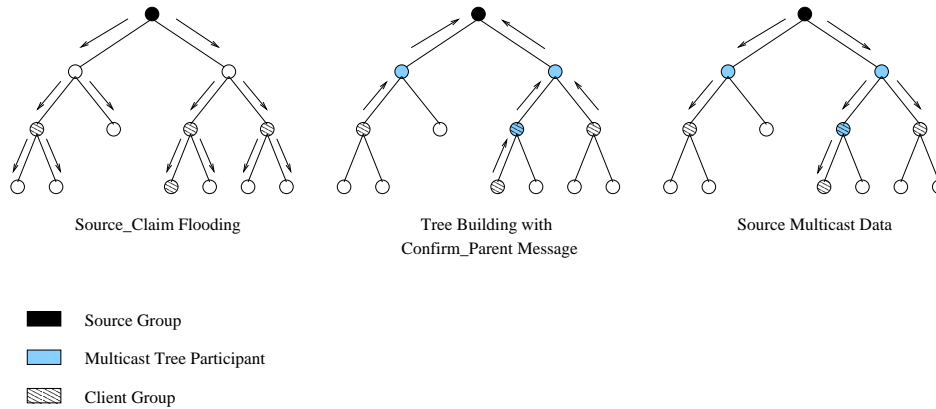 Source_Claim Flooding
Tree Building with
Confirm_Parent Message
Source Multicast Data
Source Group
Multicast Tree Participant
Client Group